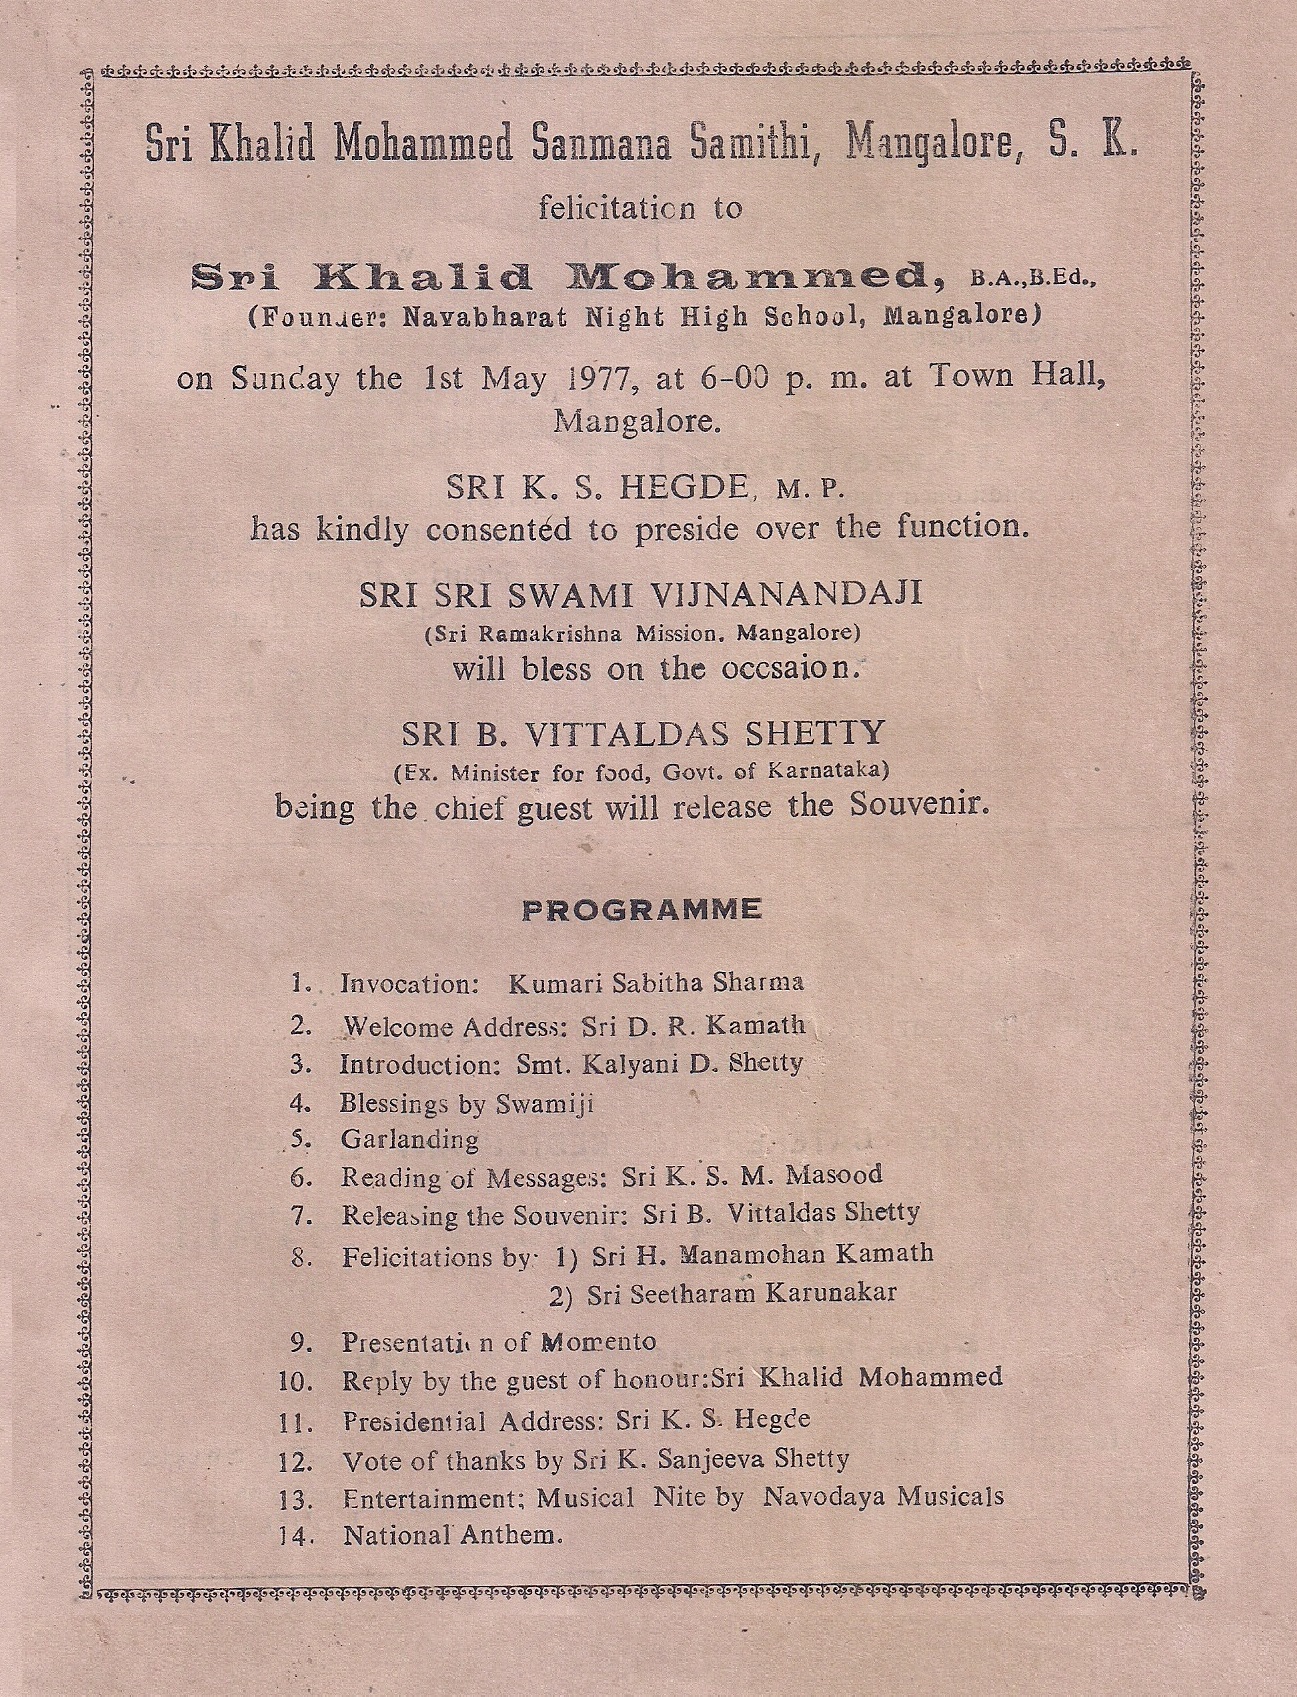 Sri Khalid Mohammed Sanmana Samithi, Mangalore, S. K.
felicitation to
Sri Khalid Mohammed, B.A.,B.Ed.,
(Founder: Navabharat Night High School, Mangalore)
on Sunday the 1st May 1977, at 6-00 p. m. at Town Hall,
Mangalore.
SRI K. S. HEGDE, M. P.
has kindly consented to preside over the function.
SRI SRI SWAMI VIJNANANDAJI
(Sri Ramakrishna Mission. Mangalore)
will bless on the occsaion.
SRI B. VITTALDAS SHETTY
(Ex. Minister for food, Govt. of Karnataka)
being the chief guest will release the Souvenir.
PROGRAMME
1. Invocation: Kumari Sabitha Sharma
2. Welcome Address: Sri D. R. Kamath
3. Introduction: Smt. Kalyani D. Shetty
4. Blessings by Swamiji
5. Garlanding
6. Reading of Messages: Sri K. S. M. Masood
7. Releasing the Souvenir: Sri B. Vittaldas Shetty
8. Felicitations by 1) Sri H. Manamohan Kamath
2) Sri Seetharam Karunakar
9. Presentation of Momento
10. Reply by the guest of honour:Sri Khalid Mohammed
11. Presidential Address: Sri K. S. Hegde
12. Vote of thanks by Sri K. Sanjeeva Shetty
13. Entertainment; Musical Nite by Navodaya Musicals
14. National Anthem.